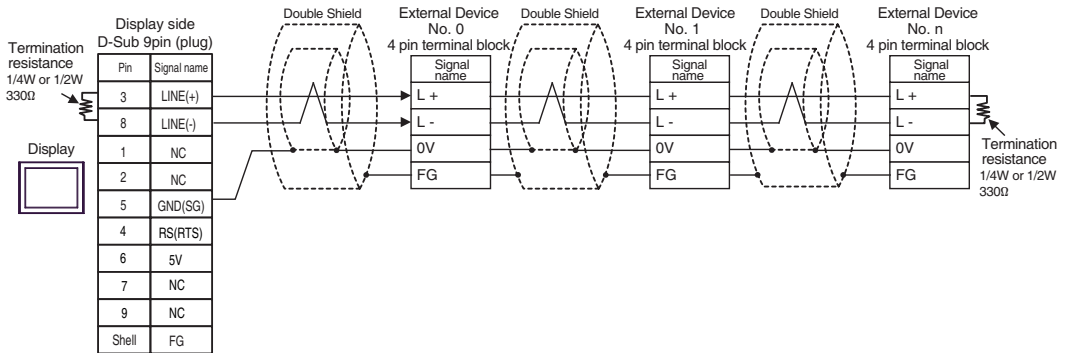 Termination
resistance
1/4W or 1/2W
330Ω
Display
Display side
D-Sub 9pin (plug)
Pin Signal name
3 LINE(+)
8 LINE(-)
1 NC
2 NC
5 GND(SG)
4 RS(RTS)
6 5V
7 NC
9 NC
Shell FG
Double Shield
External Device
No. 0
4 pin terminal block
Signal
name
L +
L -
0V
FG
Double Shield
External Device
No. 1
4 pin terminal block
Signal
name
L +
L -
0V
FG
Double Shield
External Device
No. n
4 pin terminal block
Signal
name
L +
L -
0V
FG
Termination
resistance
1/4W or 1/2W
330Ω